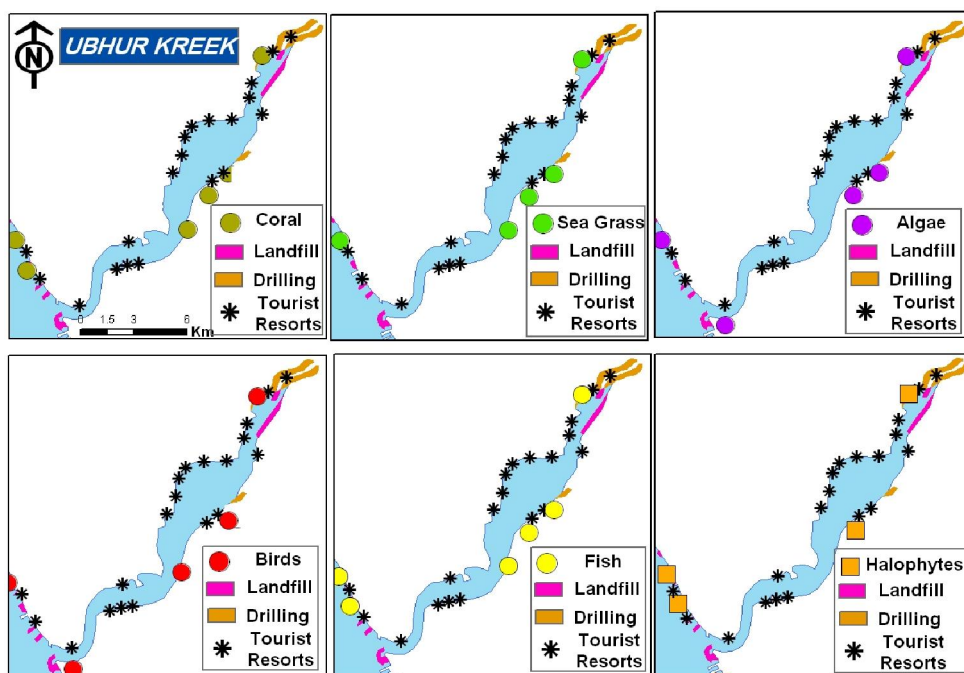 N
UBHUR KREEK
Coral
Landfill
Drilling
Tourist
Resorts
0 1.5 3 6
Km
Sea Grass
Landfill
Drilling
Tourist
Resorts
Algae
Landfill
Drilling
Tourist
Resorts
Birds
Landfill
Drilling
Tourist
Resorts
Fish
Landfill
Drilling
Tourist
Resorts
Halophytes
Landfill
Drilling
Tourist
Resorts